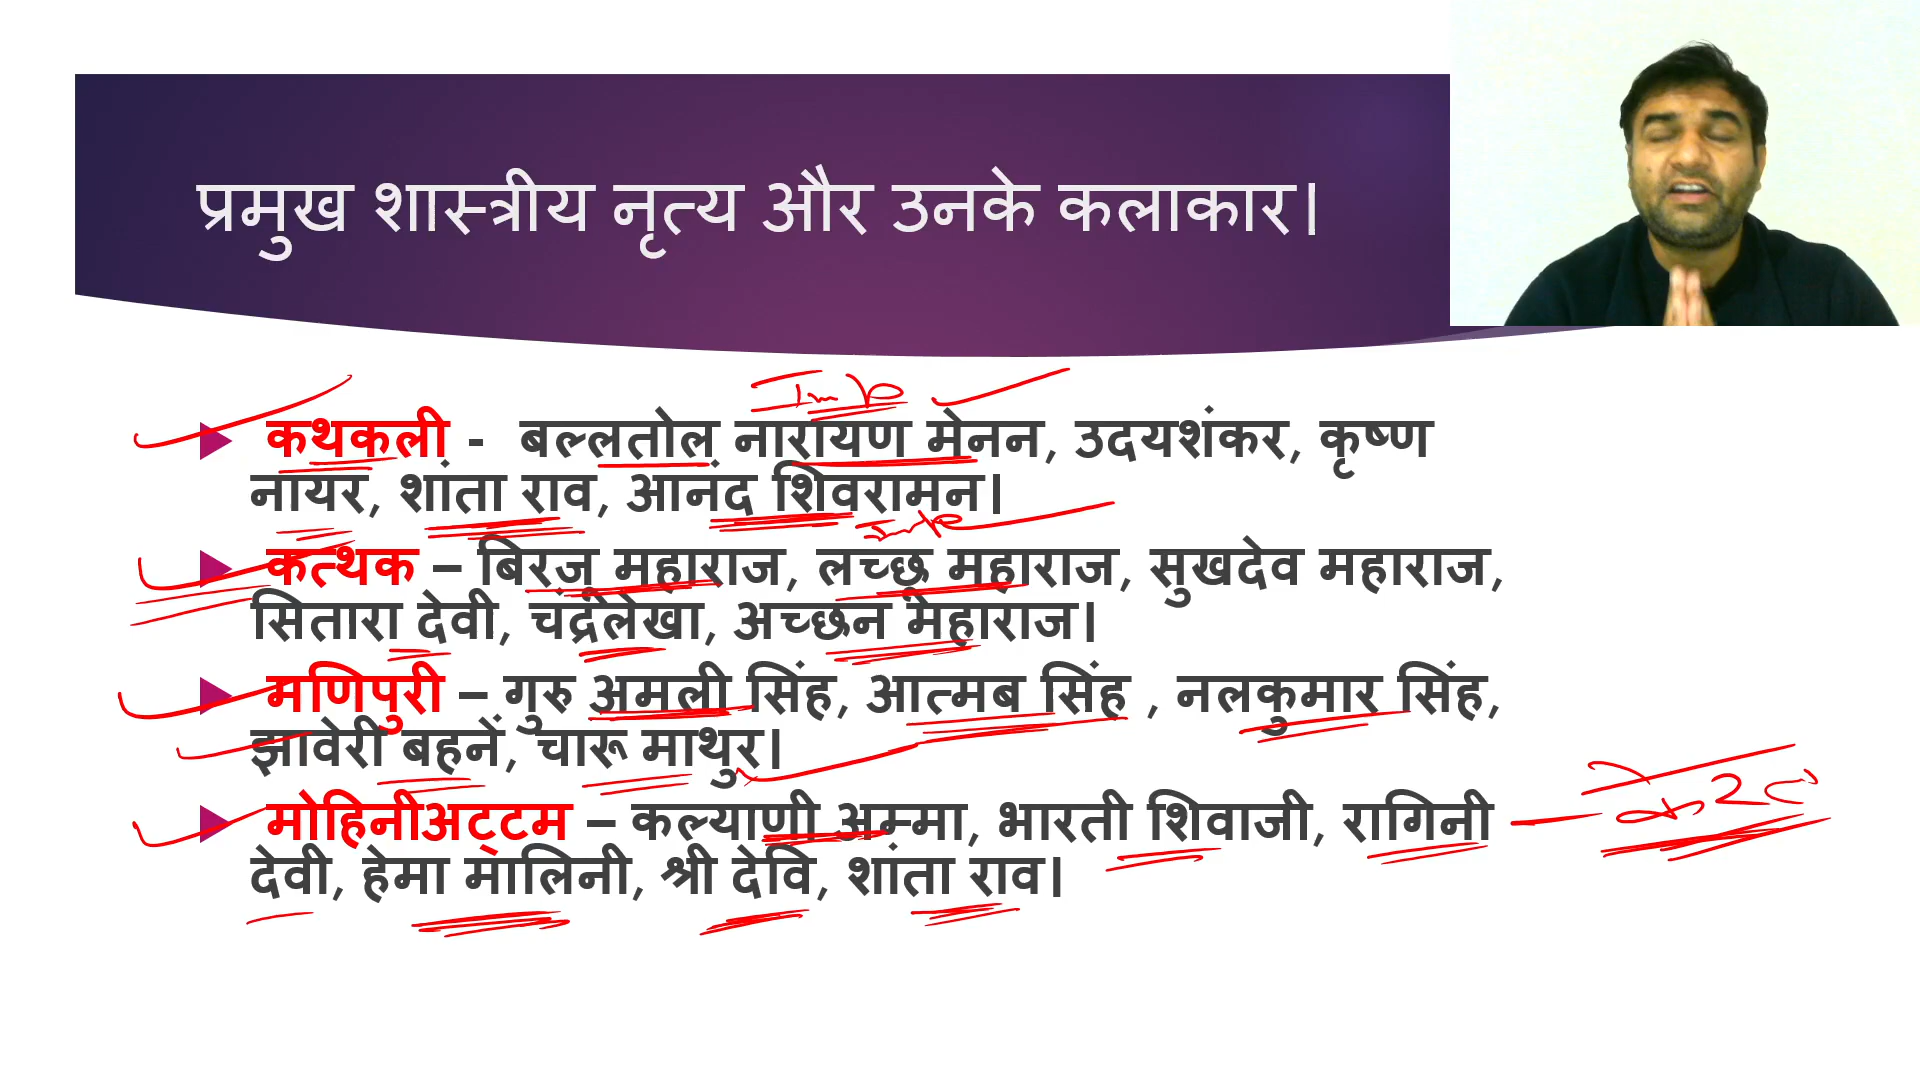 प्रमुख शास्त्रीय नृत्य और उनके कलाकार।
Imp
कथकली - बल्लतोल नारायण मेनन, उदयशंकर, कृष्ण
नायर, शांता राव, आनंद शिवरामन।
Imp
कत्थक – बिरजू महाराज, लच्छू महाराज, सुखदेव महाराज,
सितारा देवी, चंद्रलेखा, अच्छन महाराज।
मणिपुरी – गुरु अमली सिंह, आत्मब सिंह , नलकुमार सिंह,
झावेरी बहनें, चारू माथुर।
मोहिनीअट्टम – कल्याणी अम्मा, भारती शिवाजी, रागिनी
देवी, हेमा मालिनी, श्री देवि, शांता राव।